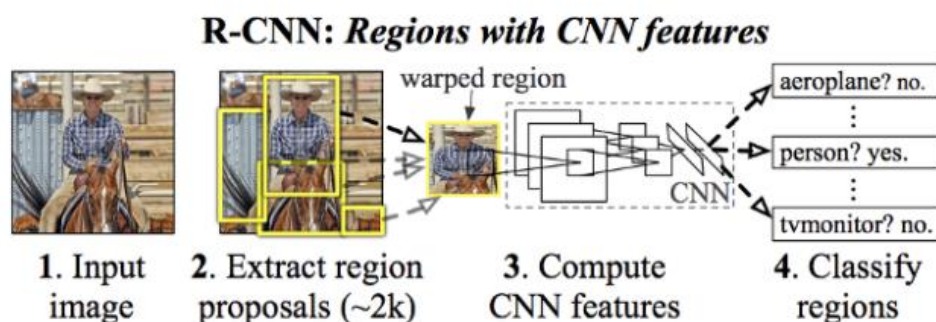 R-CNN: Regions with CNN features
warped region
aeroplane? no.
⋮
person? yes.
⋮
tvmonitor? no.
CNN
1. Input
image
2. Extract region
proposals (~2k)
3. Compute
CNN features
4. Classify
regions